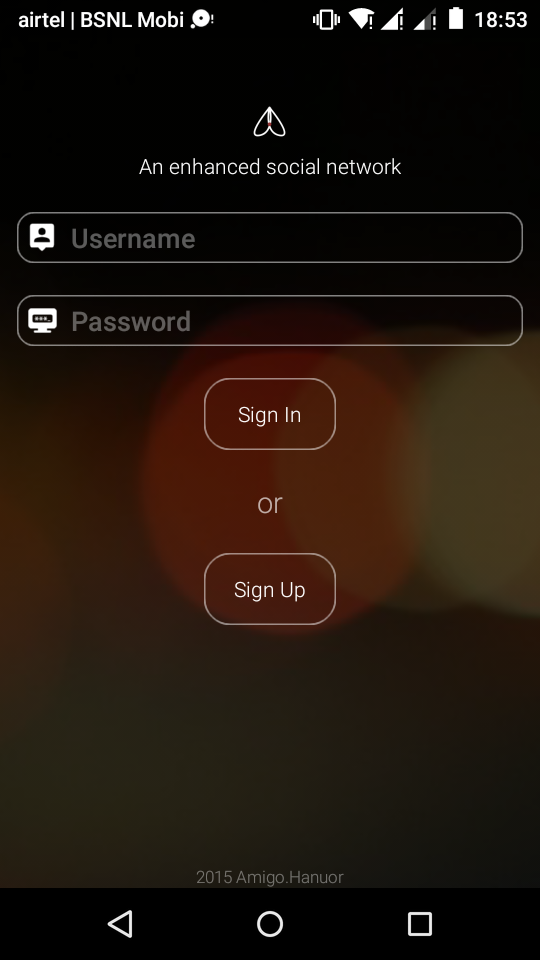 airtel | BSNL Mobi 18:53
An enhanced social network
Username
Password
Sign In
or
Sign Up
2015 Amigo.Hanuor